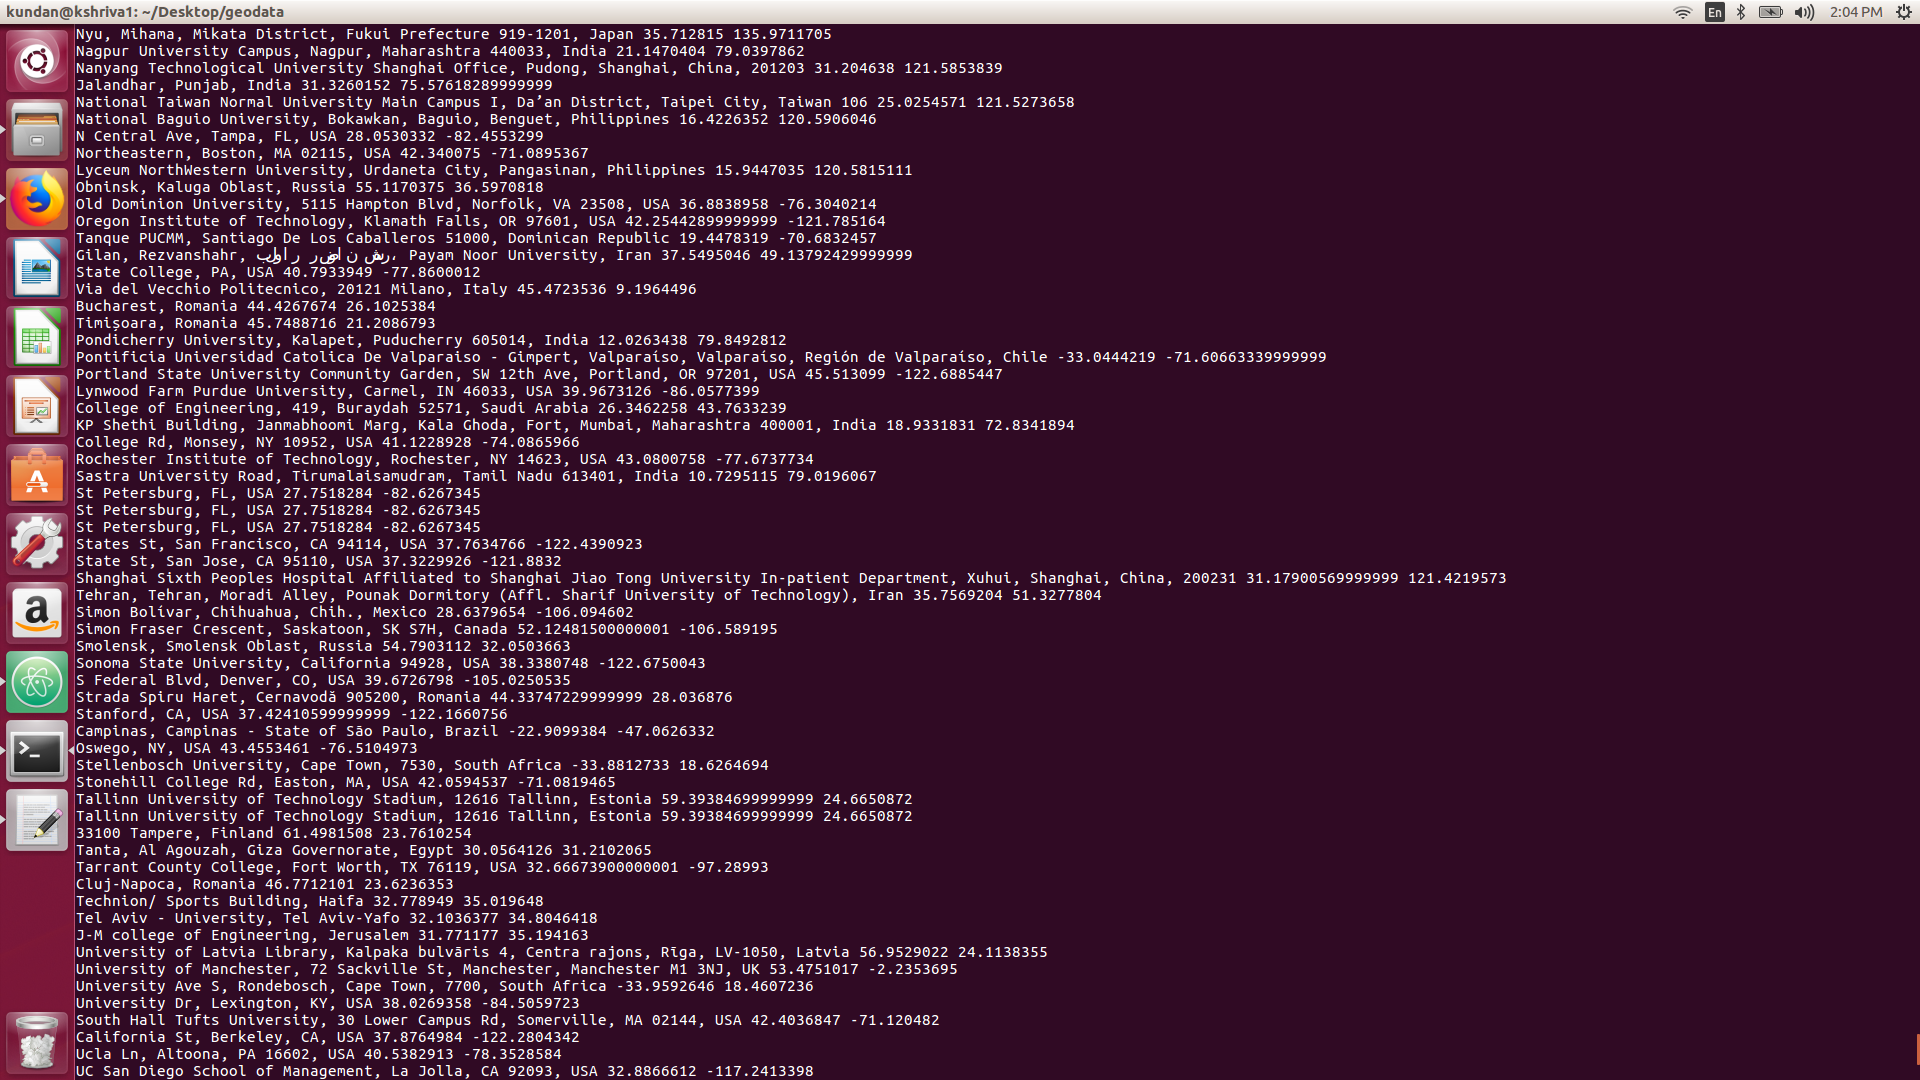 kundan@kshriva1: ~/Desktop/geodata
En
2:04 PM
Nyu, Mihama, Mikata District, Fukui Prefecture 919-1201, Japan 35.712815 135.9711705
Nagpur University Campus, Nagpur, Maharashtra 440033, India 21.1470404 79.0397862
Nanyang Technological University Shanghai Office, Pudong, Shanghai, China, 201203 31.204638 121.5853839
Jalandhar, Punjab, India 31.3260152 75.57618289999999
National Taiwan Normal University Main Campus I, Da’an District, Taipei City, Taiwan 106 25.0254571 121.5273658
National Baguio University, Bokawkan, Baguio, Benguet, Philippines 16.4226352 120.5906046
N Central Ave, Tampa, FL, USA 28.0530332 -82.4553299
Northeastern, Boston, MA 02115, USA 42.340075 -71.0895367
Lyceum NorthWestern University, Urdaneta City, Pangasinan, Philippines 15.9447035 120.5815111
Obninsk, Kaluga Oblast, Russia 55.1170375 36.5970818
Old Dominion University, 5115 Hampton Blvd, Norfolk, VA 23508, USA 36.8838958 -76.3040214
Oregon Institute of Technology, Klamath Falls, OR 97601, USA 42.25442899999999 -121.785164
Tanque PUCMM, Santiago De Los Caballeros 51000, Dominican Republic 19.4478319 -70.6832457
Gilan, Rezvanshahr, Payam Noor University, Iran 37.5495046 49.13792429999999
State College, PA, USA 40.7933949 -77.8600012
Via del Vecchio Politecnico, 20121 Milano, Italy 45.4723536 9.1964496
Bucharest, Romania 44.4267674 26.1025384
Timișoara, Romania 45.7488716 21.2086793
Pondicherry University, Kalapet, Puducherry 605014, India 12.0263438 79.8492812
Pontificia Universidad Catolica De Valparaiso - Gimpert, Valparaíso, Valparaíso, Región de Valparaíso, Chile -33.0444219 -71.60663339999999
Portland State University Community Garden, SW 12th Ave, Portland, OR 97201, USA 45.513099 -122.6885447
Lynwood Farm Purdue University, Carmel, IN 46033, USA 39.9673126 -86.0577399
College of Engineering, 419, Buraydah 52571, Saudi Arabia 26.3462258 43.7633239
KP Shethi Building, Janmabhoomi Marg, Kala Ghoda, Fort, Mumbai, Maharashtra 400001, India 18.9331831 72.8341894
College Rd, Monsey, NY 10952, USA 41.1228928 -74.0865966
Rochester Institute of Technology, Rochester, NY 14623, USA 43.0800758 -77.6737734
Sastra University Road, Tirumalaisamudram, Tamil Nadu 613401, India 10.7295115 79.0196067
St Petersburg, FL, USA 27.7518284 -82.6267345
St Petersburg, FL, USA 27.7518284 -82.6267345
St Petersburg, FL, USA 27.7518284 -82.6267345
States St, San Francisco, CA 94114, USA 37.7634766 -122.4390923
State St, San Jose, CA 95110, USA 37.3229926 -121.8832
Shanghai Sixth Peoples Hospital Affiliated to Shanghai Jiao Tong University In-patient Department, Xuhui, Shanghai, China, 200231 31.17900569999999 121.4219573
Tehran, Tehran, Moradi Alley, Pounak Dormitory (Affl. Sharif University of Technology), Iran 35.7569204 51.3277804
Simon Bolívar, Chihuahua, Chih., Mexico 28.6379654 -106.094602
Simon Fraser Crescent, Saskatoon, SK S7H, Canada 52.12481500000001 -106.589195
Smolensk, Smolensk Oblast, Russia 54.7903112 32.0503663
Sonoma State University, California 94928, USA 38.3380748 -122.6750043
S Federal Blvd, Denver, CO, USA 39.6726798 -105.0250535
Strada Spiru Haret, Cernavodă 905200, Romania 44.33747229999999 28.036876
Stanford, CA, USA 37.42410599999999 -122.1660756
Campinas, Campinas - State of São Paulo, Brazil -22.9099384 -47.0626332
Oswego, NY, USA 43.4553461 -76.5104973
Stellenbosch University, Cape Town, 7530, South Africa -33.8812733 18.6264694
Stonehill College Rd, Easton, MA, USA 42.0594537 -71.0819465
Tallinn University of Technology Stadium, 12616 Tallinn, Estonia 59.39384699999999 24.6650872
Tallinn University of Technology Stadium, 12616 Tallinn, Estonia 59.39384699999999 24.6650872
33100 Tampere, Finland 61.4981508 23.7610254
Tanta, Al Agouzah, Giza Governorate, Egypt 30.0564126 31.2102065
Tarrant County College, Fort Worth, TX 76119, USA 32.66673900000001 -97.28993
Cluj-Napoca, Romania 46.7712101 23.6236353
Technion/ Sports Building, Haifa 32.778949 35.019648
Tel Aviv - University, Tel Aviv-Yafo 32.1036377 34.8046418
J-M college of Engineering, Jerusalem 31.771177 35.194163
University of Latvia Library, Kalpaka bulvāris 4, Centra rajons, Rīga, LV-1050, Latvia 56.9529022 24.1138355
University of Manchester, 72 Sackville St, Manchester, Manchester M1 3NJ, UK 53.4751017 -2.2353695
University Ave S, Rondebosch, Cape Town, 7700, South Africa -33.9592646 18.4607236
University Dr, Lexington, KY, USA 38.0269358 -84.5059723
South Hall Tufts University, 30 Lower Campus Rd, Somerville, MA 02144, USA 42.4036847 -71.120482
California St, Berkeley, CA, USA 37.8764984 -122.2804342
Ucla Ln, Altoona, PA 16602, USA 40.5382913 -78.3528584
UC San Diego School of Management, La Jolla, CA 92093, USA 32.8866612 -117.2413398